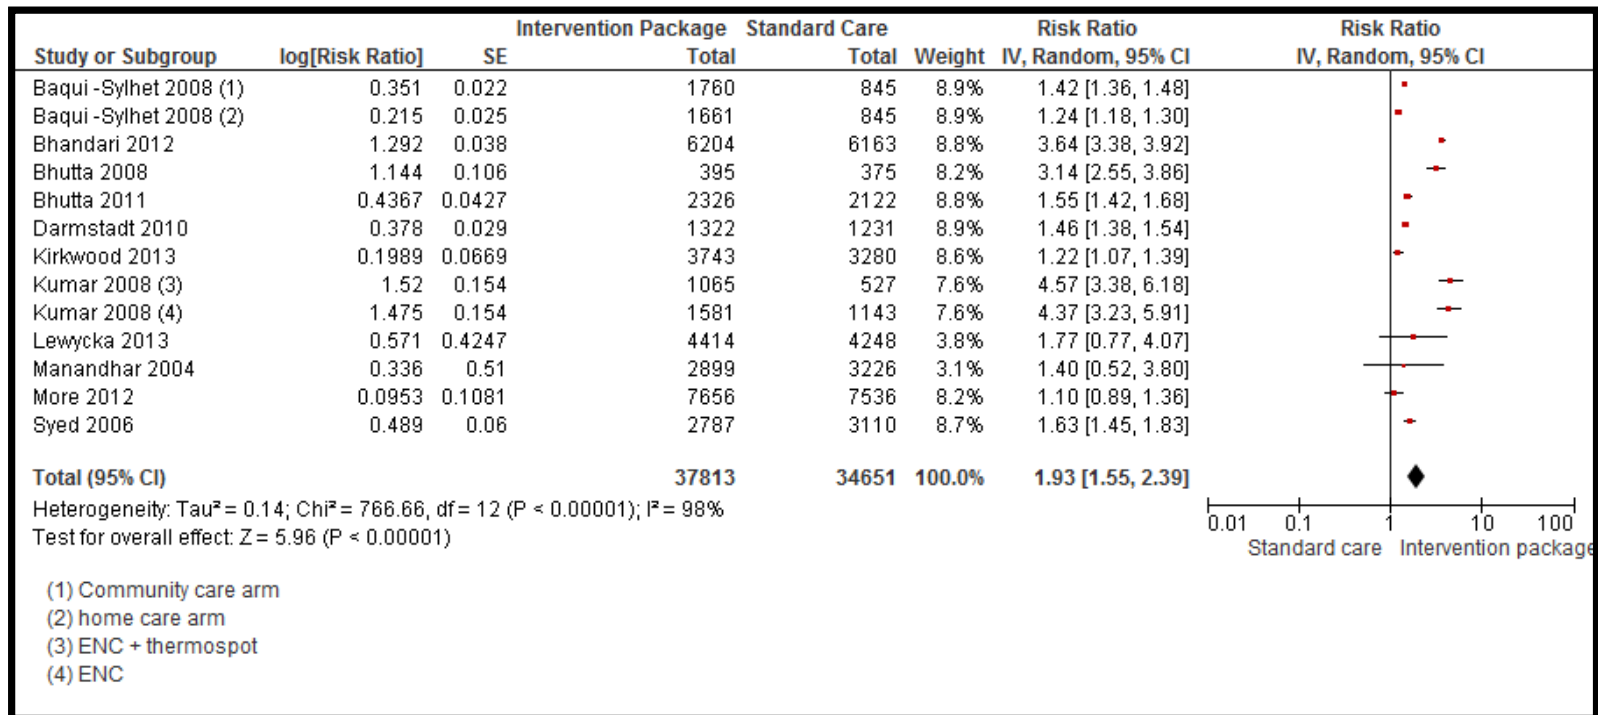 Intervention Package Standard Care Risk Ratio Risk Ratio
Study or Subgroup log[Risk Ratio] SE Total Total Weight IV, Random, 95% CI IV, Random, 95% CI
Baqui -Sylhet 2008 (1) 0.351 0.022 1760 845 8.9% 1.42 [1.36, 1.48]
Baqui -Sylhet 2008 (2) 0.215 0.025 1661 845 8.9% 1.24 [1.18, 1.30]
Bhandari 2012 1.292 0.038 6204 6163 8.8% 3.64 [3.38, 3.92]
Bhutta 2008 1.144 0.106 395 375 8.2% 3.14 [2.55, 3.86]
Bhutta 2011 0.4367 0.0427 2326 2122 8.8% 1.55 [1.42, 1.68]
Darmstadt 2010 0.378 0.029 1322 1231 8.9% 1.46 [1.38, 1.54]
Kirkwood 2013 0.1989 0.0669 3743 3280 8.6% 1.22 [1.07, 1.39]
Kumar 2008 (3) 1.52 0.154 1065 527 7.6% 4.57 [3.38, 6.18]
Kumar 2008 (4) 1.475 0.154 1581 1143 7.6% 4.37 [3.23, 5.91]
Lewycka 2013 0.571 0.4247 4414 4248 3.8% 1.77 [0.77, 4.07]
Manandhar 2004 0.336 0.51 2899 3226 3.1% 1.40 [0.52, 3.80]
More 2012 0.0953 0.1081 7656 7536 8.2% 1.10 [0.89, 1.36]
Syed 2006 0.489 0.06 2787 3110 8.7% 1.63 [1.45, 1.83]
Total (95% CI) 37813 34651 100.0% 1.93 [1.55, 2.39]
Heterogeneity: Tau² = 0.14; Chi² = 766.66, df = 12 (P < 0.00001); I² = 98%
Test for overall effect: Z = 5.96 (P < 0.00001)
0.01 0.1 1 10 100
Standard care Intervention package
(1) Community care arm
(2) home care arm
(3) ENC + thermospot
(4) ENC